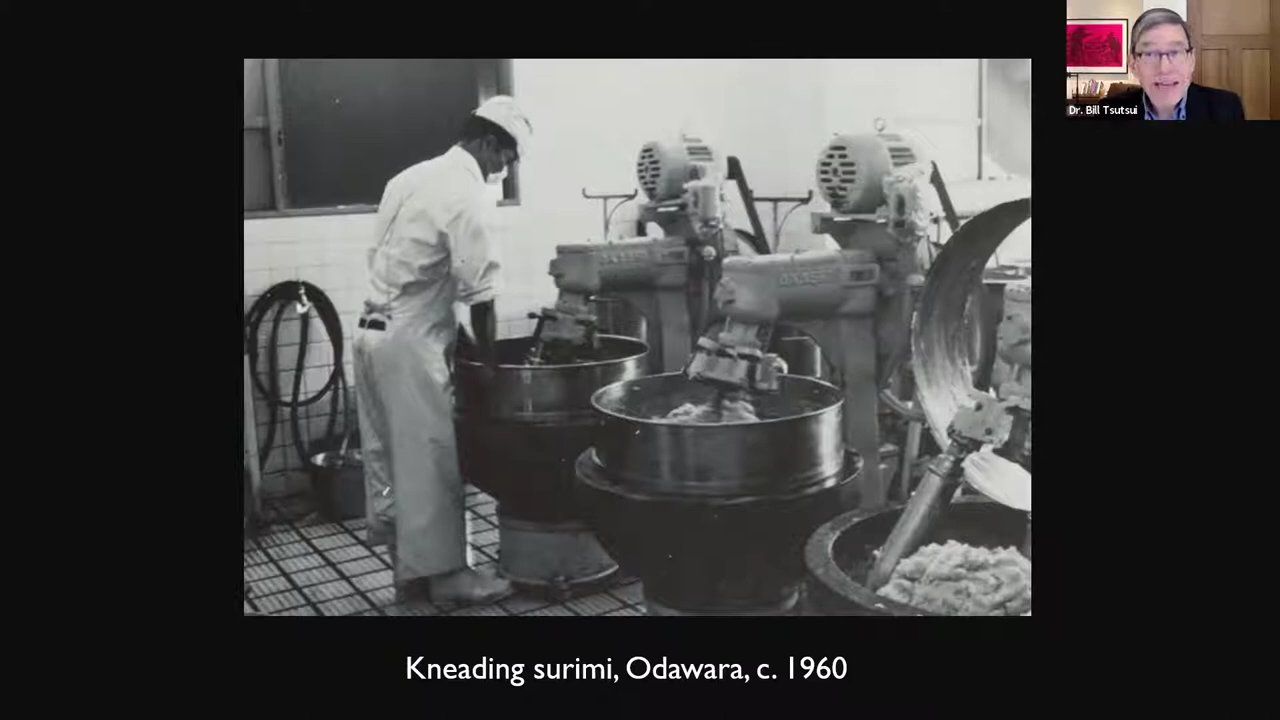 Dr. Bill Tsutsui
Kneading surimi, Odawara, c. 1960